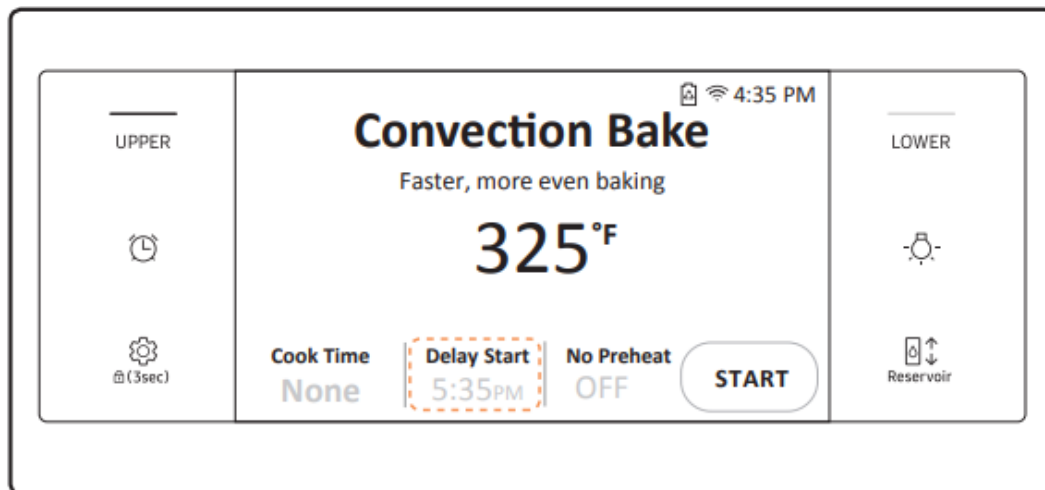 4:35 PM
UPPER
Convection Bake
LOWER
Faster, more even baking
325°F
Cook Time
None
Delay Start
5:35PM
No Preheat
OFF
START
(3sec)
Reservoir